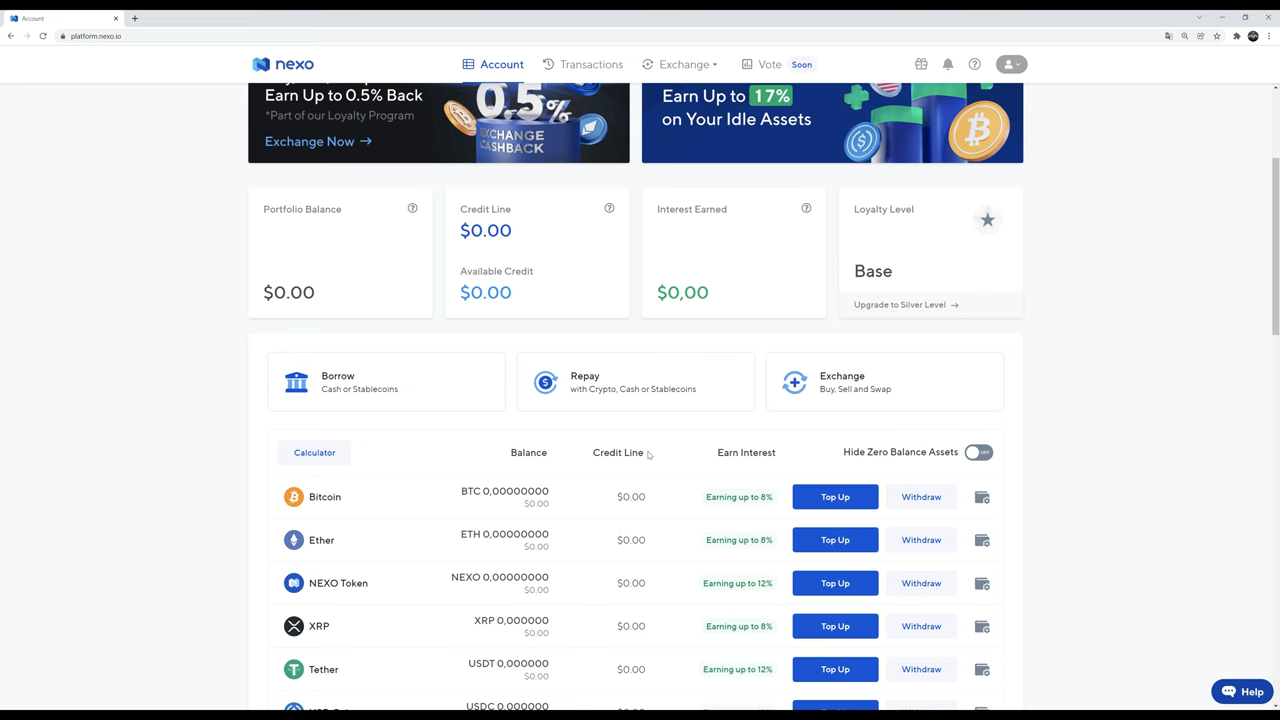 Account
platform.nexo.io
nexo
Account
Transactions
Exchange
Vote
Soon
Earn Up to 0.5% Back
*Part of our Loyalty Program
Exchange Now →
0.5%
EXCHANGE
CASHBACK
Earn Up to 17%
on Your Idle Assets
Portfolio Balance
$0.00
Credit Line
$0.00
Available Credit
$0.00
Interest Earned
$0,00
Loyalty Level
Base
Upgrade to Silver Level →
Borrow
Cash or Stablecoins
Repay
with Crypto, Cash or Stablecoins
Exchange
Buy, Sell and Swap
Calculator Balance Credit Line Earn Interest Hide Zero Balance Assets OFF
Bitcoin BTC 0,00000000 $0.00 Earning up to 8% Top Up Withdraw
$0.00
Ether ETH 0,00000000 $0.00 Earning up to 8% Top Up Withdraw
$0.00
NEXO Token NEXO 0,00000000 $0.00 Earning up to 12% Top Up Withdraw
$0.00
XRP XRP 0,000000 $0.00 Earning up to 8% Top Up Withdraw
$0.00
Tether USDT 0,000000 $0.00 Earning up to 12% Top Up Withdraw
$0.00
USDC 0,000000
Help